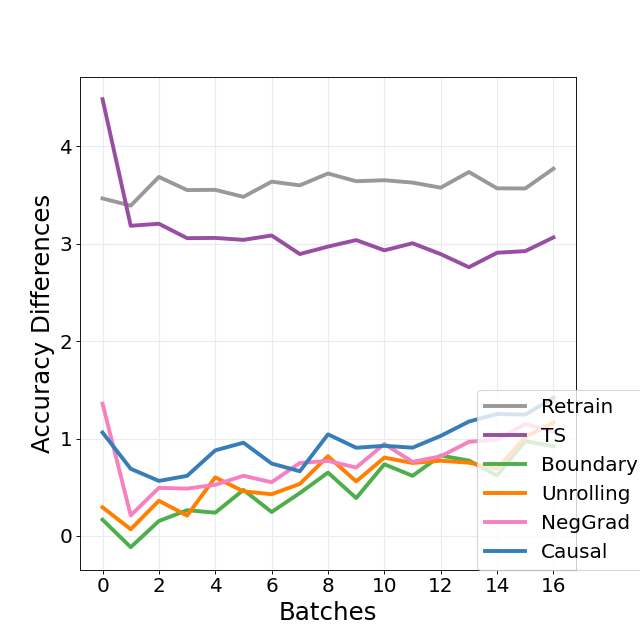 Accuracy Differences
4
3
2
1
0
0 2 4 6 8 10 12 14 16
Batches
Retrain
TS
Boundary
Unrolling
NegGrad
Causal